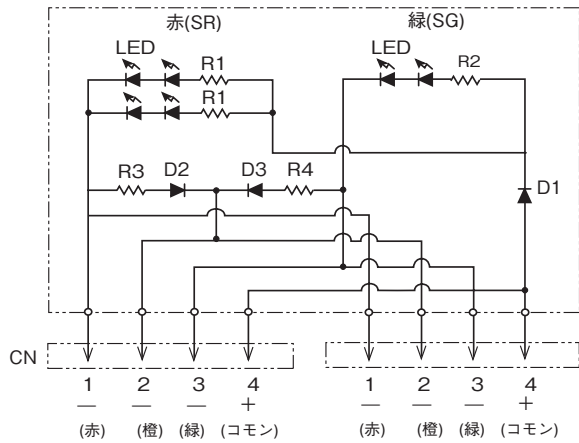 赤(SR) 緑(SG)
LED R1 LED R2
R1
R3 D2 D3 R4 D1
CN
1 2 3 4 1 2 3 4
— — — + — — — +
(赤) (橙) (緑) (コモン) (赤) (橙) (緑) (コモン)